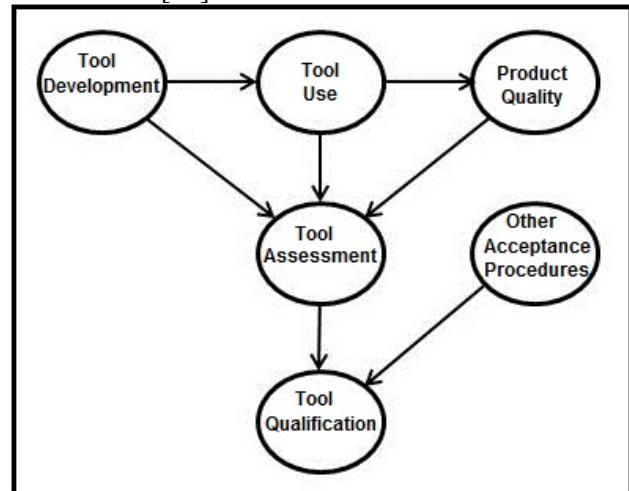 Tool
Development
Tool
Use
Product
Quality
Tool
Assessment
Other
Acceptance
Procedures
Tool
Qualification